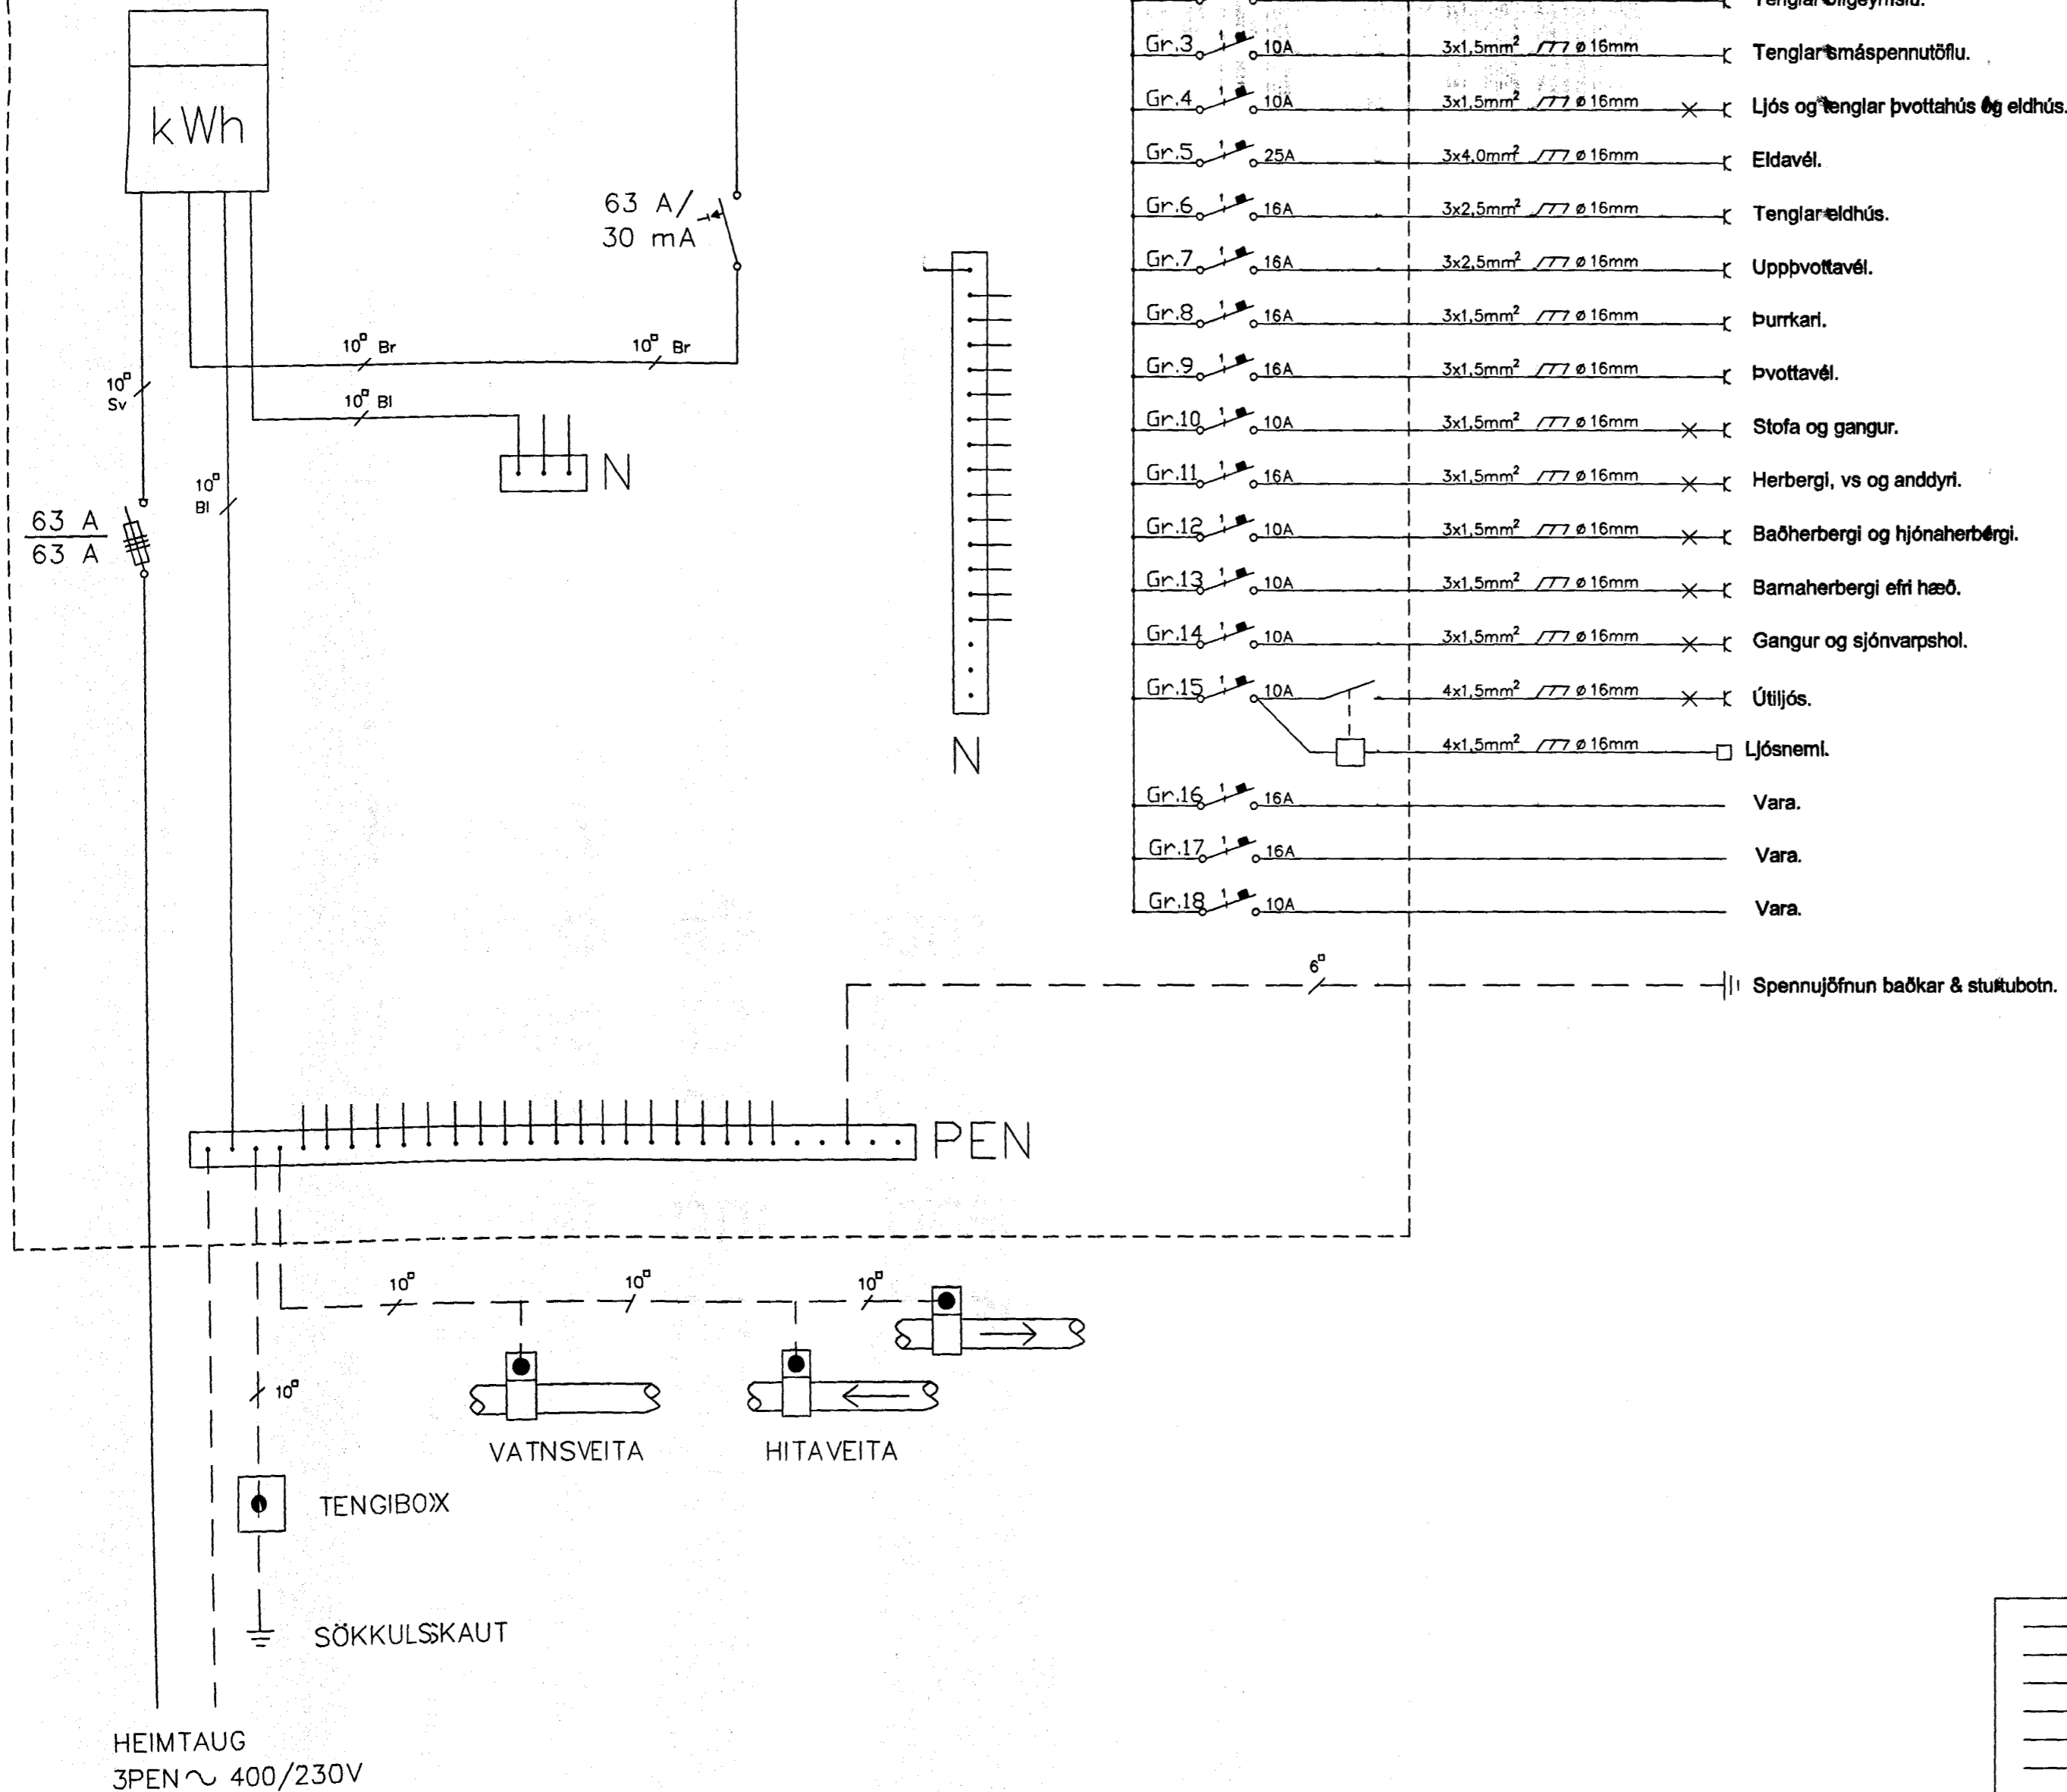 Tenglar bílgeymslu.
Gr.3 10A 3x1,5mm² ø16mm Tenglar smáspennutöflu.
Gr.4 10A 3x1,5mm² ø16mm Ljós og tenglar þvottahús og eldhús.
Gr.5 25A 3x4,0mm² ø16mm Eldavél.
Gr.6 16A 3x2,5mm² ø16mm Tenglar eldhús.
Gr.7 16A 3x2,5mm² ø16mm Uppþvottavél.
Gr.8 16A 3x1,5mm² ø16mm Þurrkari.
Gr.9 16A 3x1,5mm² ø16mm Þvottavél.
Gr.10 10A 3x1,5mm² ø16mm Stofa og gangur.
Gr.11 16A 3x1,5mm² ø16mm Herbergi, vs og anddyri.
Gr.12 10A 3x1,5mm² ø16mm Baðherbergi og hjónaherbergi.
Gr.13 10A 3x1,5mm² ø16mm Barnaherbergi efri hæð.
Gr.14 10A 3x1,5mm² ø16mm Gangur og sjónvarpshol.
Gr.15 10A 4x1,5mm² ø16mm Útiljós.
4x1,5mm² ø16mm Ljósnemi.
Gr.16 16A Vara.
Gr.17 16A Vara.
Gr.18 10A Vara.
6□ Spennujöfnun baðkar & sturtubotn.
kWh
63 A/
30 mA
10□ Br
10□ Br
10□
Sv
10□ Bl
N
10□
Bl
63 A
63 A
N
PEN
10□
10□
10□
10□
VATNSVEITA
HITAVEITA
TENGIBOX
SÖKKULSKAUT
HEIMTAUG
3PEN ~ 400/230V